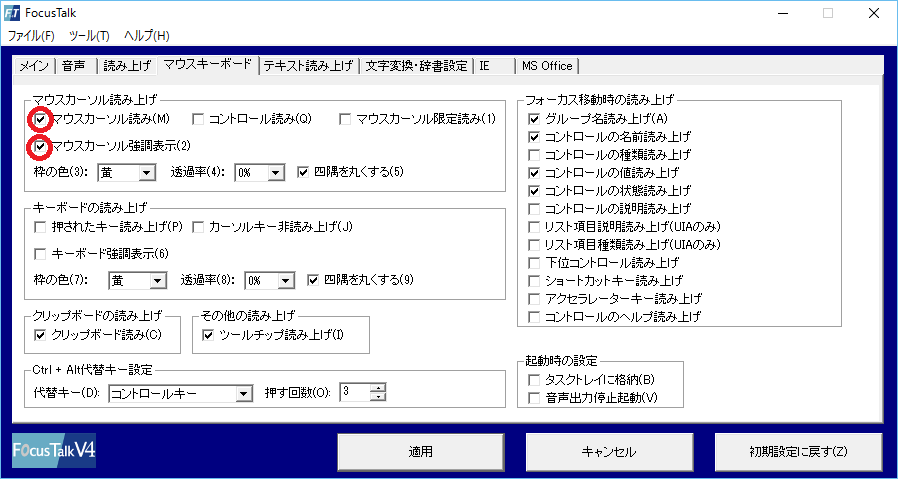 FocusTalk
ファイル(F) ツール(T) ヘルプ(H)
メイン 音声 読み上げ マウスキーボード テキスト読み上げ 文字変換・辞書設定 IE MS Office
マウスカーソル読み上げ
マウスカーソル読み(M) コントロール読み(Q) マウスカーソル限定読み(1)
マウスカーソル強調表示(2)
枠の色(3): 黄 透過率(4): 0% 四隅を丸くする(5)
キーボードの読み上げ
押されたキー読み上げ(P) カーソルキー非読み上げ(J)
キーボード強調表示(6)
枠の色(7): 黄 透過率(8): 0% 四隅を丸くする(9)
クリップボードの読み上げ
クリップボード読み(C)
その他の読み上げ
ツールチップ読み上げ(I)
Ctrl + Alt代替キー設定
代替キー(D): コントロールキー 押す回数(O): 3
フォーカス移動時の読み上げ
グループ名読み上げ(A)
コントロールの名前読み上げ
コントロールの種類読み上げ
コントロールの値読み上げ
コントロールの状態読み上げ
コントロールの説明読み上げ
リスト項目説明読み上げ(UIAのみ)
リスト項目種類読み上げ(UIAのみ)
下位コントロール読み上げ
ショートカットキー読み上げ
アクセラレーターキー読み上げ
コントロールのヘルプ読み上げ
起動時の設定
タスクトレイに格納(B)
音声出力停止起動(V)
FocusTalkV4
適用 キャンセル 初期設定に戻す(Z)